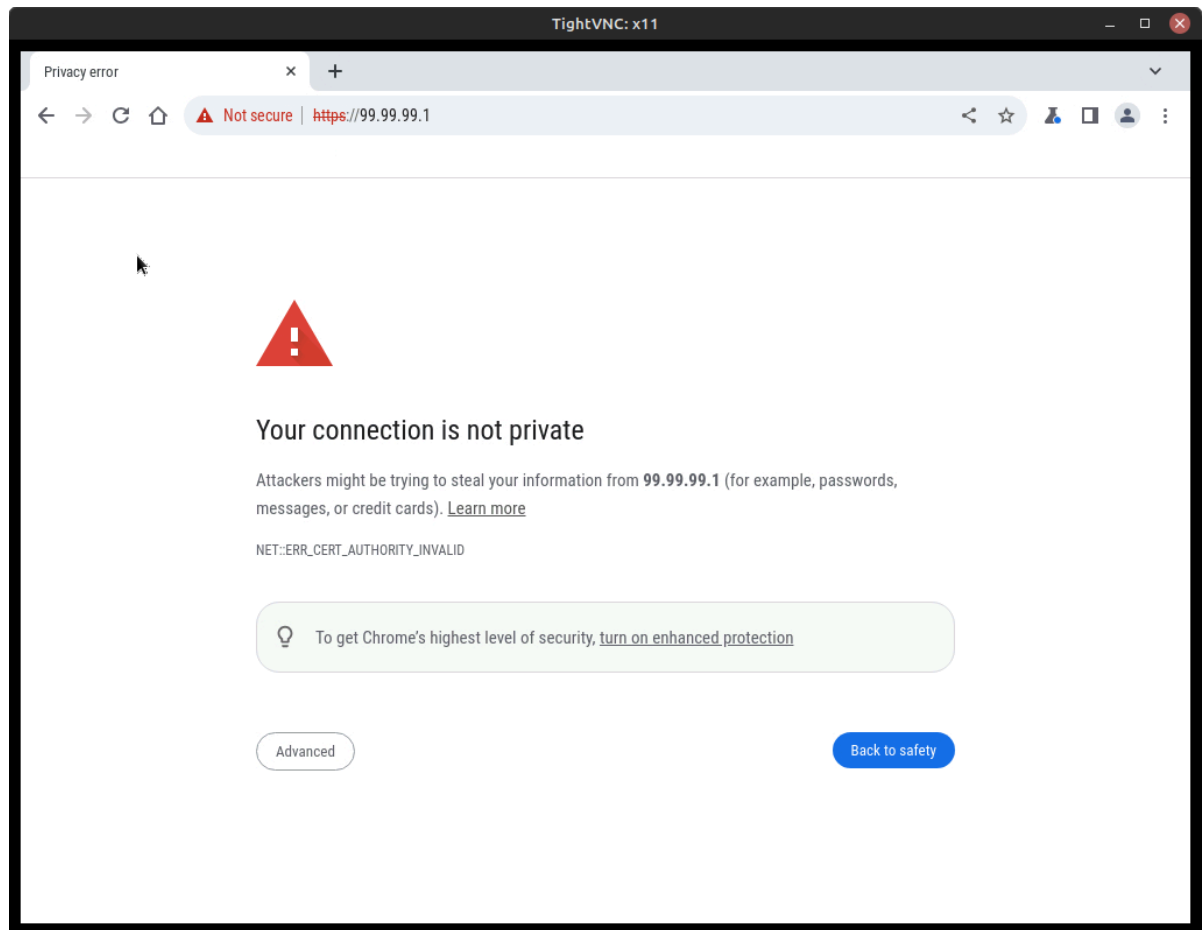 TightVNC: x11
Privacy error
Not secure | https://99.99.99.1
Your connection is not private
Attackers might be trying to steal your information from 99.99.99.1 (for example, passwords,
messages, or credit cards). Learn more
NET::ERR_CERT_AUTHORITY_INVALID
To get Chrome's highest level of security, turn on enhanced protection
Advanced
Back to safety